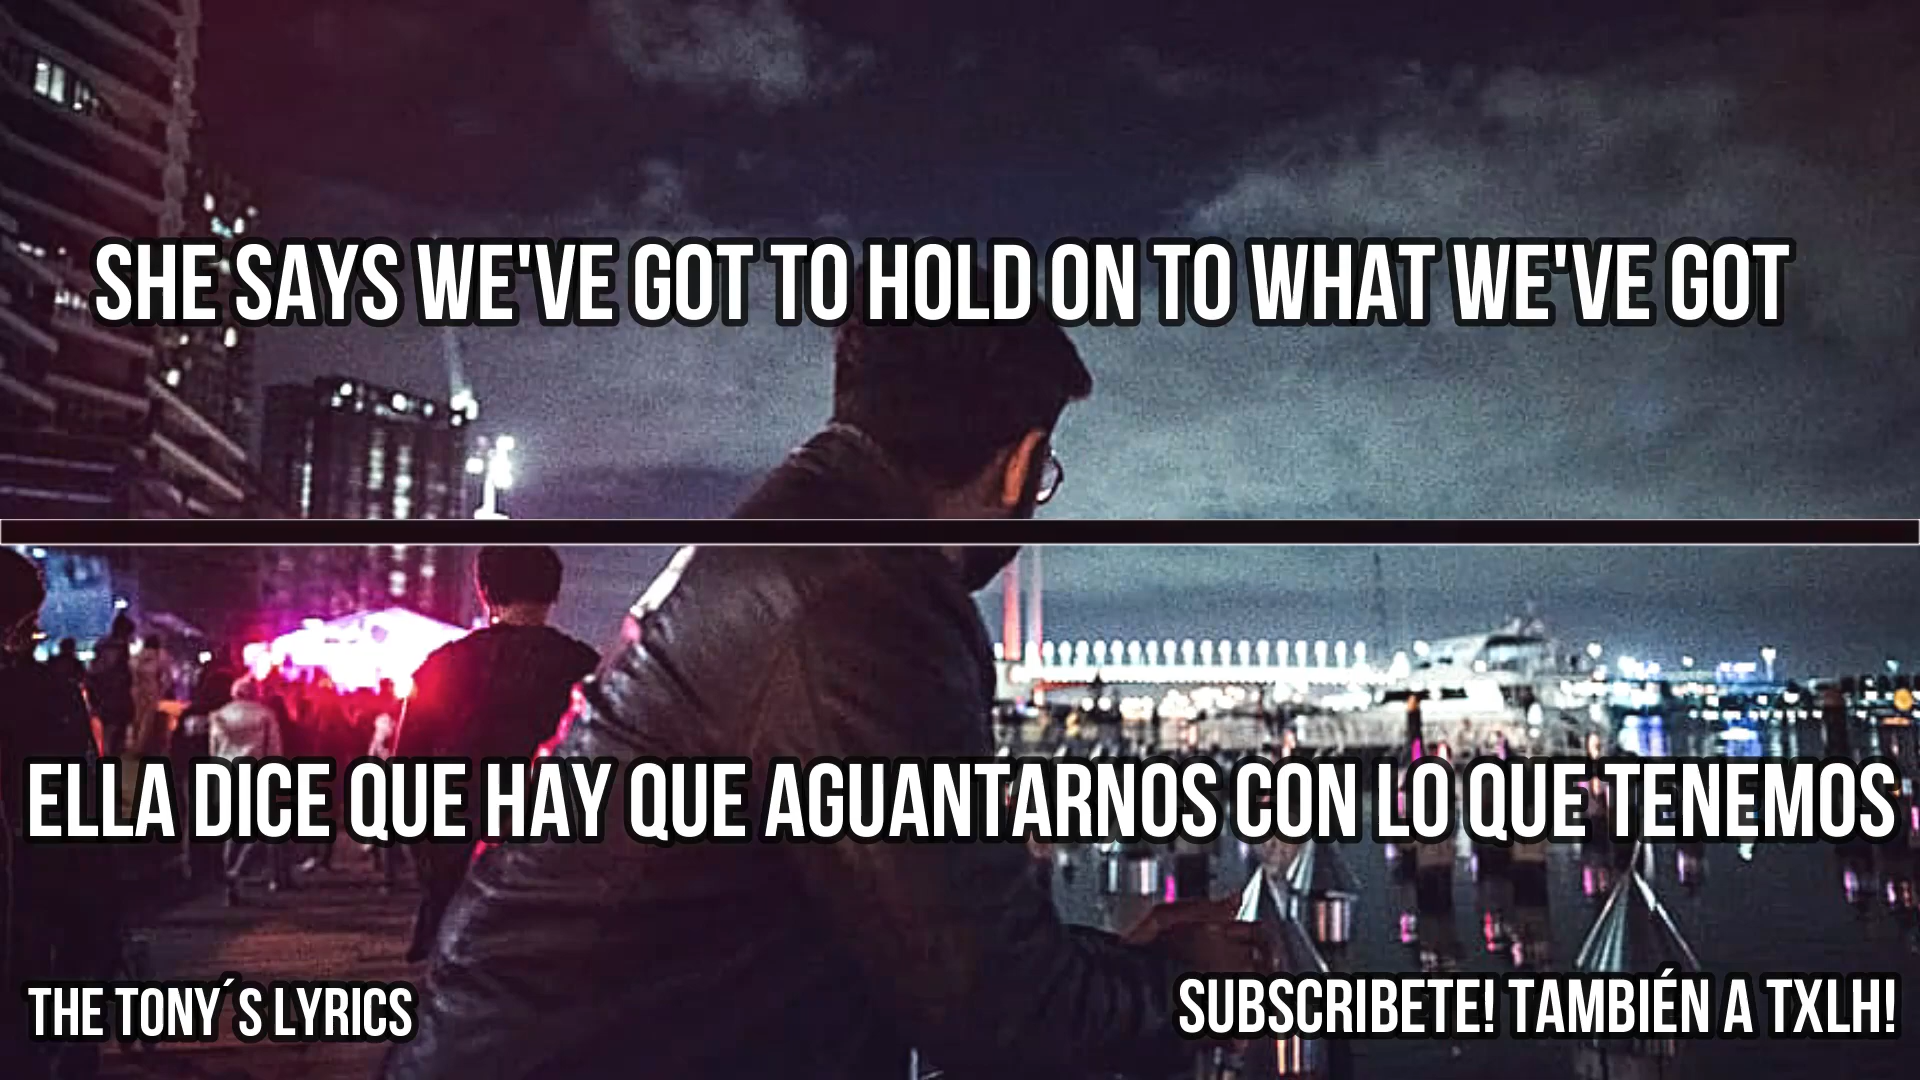 SHE SAYS WE'VE GOT TO HOLD ON TO WHAT WE'VE GOT
ELLA DICE QUE HAY QUE AGUANTARNOS CON LO QUE TENEMOS
THE TONY´S LYRICS
SUBSCRIBETE! TAMBIÉN A TXLH!